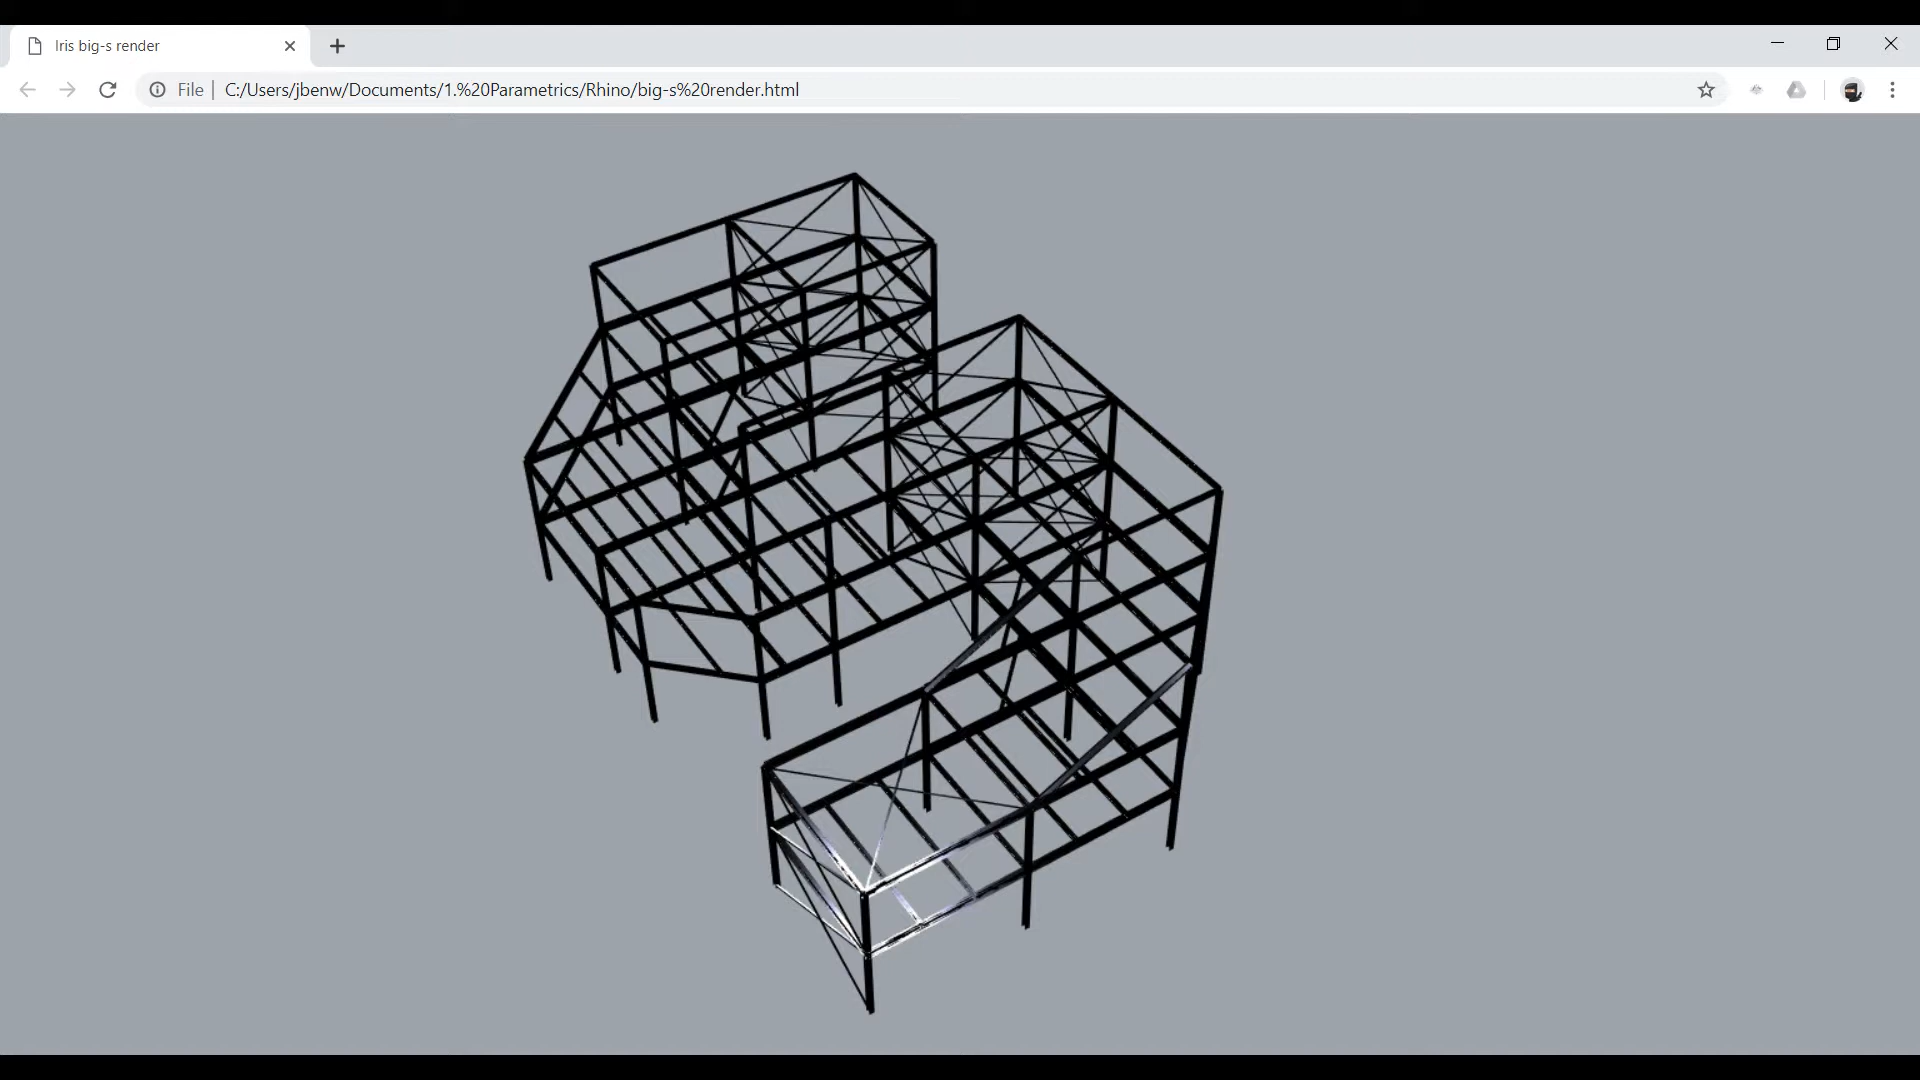 Iris big-s render
File
C:/Users/jbenw/Documents/1.%20Parametrics/Rhino/big-s%20render.html